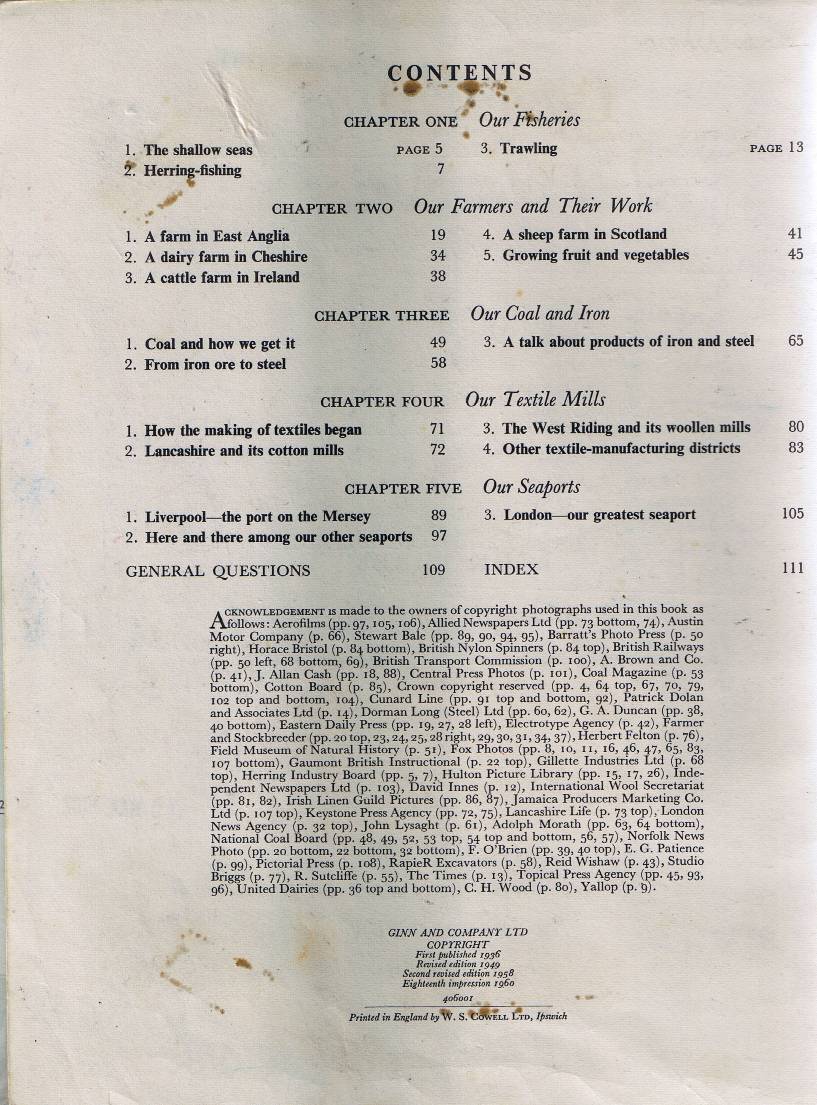 CONTENTS
CHAPTER ONE Our Fisheries
1. The shallow seas PAGE 5 3. Trawling PAGE 13
2. Herring-fishing 7
CHAPTER TWO Our Farmers and Their Work
1. A farm in East Anglia 19 4. A sheep farm in Scotland 41
2. A dairy farm in Cheshire 34 5. Growing fruit and vegetables 45
3. A cattle farm in Ireland 38
CHAPTER THREE Our Coal and Iron
1. Coal and how we get it 49 3. A talk about products of iron and steel 65
2. From iron ore to steel 58
CHAPTER FOUR Our Textile Mills
1. How the making of textiles began 71 3. The West Riding and its woollen mills 80
2. Lancashire and its cotton mills 72 4. Other textile-manufacturing districts 83
CHAPTER FIVE Our Seaports
1. Liverpool—the port on the Mersey 89 3. London—our greatest seaport 105
2. Here and there among our other seaports 97
GENERAL QUESTIONS 109 INDEX 111
ACKNOWLEDGEMENT is made to the owners of copyright photographs used in this book as
follows: Aerofilms (pp. 97, 105, 106), Allied Newspapers Ltd (pp. 73 bottom, 74), Austin
Motor Company (p. 66), Stewart Bale (pp. 89, 90, 94, 95), Barratt's Photo Press (p. 50
right), Horace Bristol (p. 84 bottom), British Nylon Spinners (p. 84 top), British Railways
(pp. 50 left, 68 bottom, 69), British Transport Commission (p. 100), A. Brown and Co.
(p. 41), J. Allan Cash (pp. 18, 88), Central Press Photos (p. 101), Coal Magazine (p. 53
bottom), Cotton Board (p. 85), Crown copyright reserved (pp. 4, 64 top, 67, 70, 79,
102 top and bottom, 104), Cunard Line (pp. 91 top and bottom, 92), Patrick Dolan
and Associates Ltd (p. 14), Dorman Long (Steel) Ltd (pp. 60, 62), G. A. Duncan (pp. 38,
40 bottom), Eastern Daily Press (pp. 19, 27, 28 left), Electrotype Agency (p. 42), Farmer
and Stockbreeder (pp. 20 top, 23, 24, 25, 28 right, 29, 30, 31, 34, 37), Herbert Felton (p. 76),
Field Museum of Natural History (p. 51), Fox Photos (pp. 8, 10, 11, 16, 46, 47, 65, 83,
107 bottom), Gaumont British Instructional (p. 22 top), Gillette Industries Ltd (p. 68
top), Herring Industry Board (pp. 5, 7), Hulton Picture Library (pp. 15, 17, 26), Inde-
pendent Newspapers Ltd (p. 103), David Innes (p. 12), International Wool Secretariat
(pp. 81, 82), Irish Linen Guild Pictures (pp. 86, 87), Jamaica Producers Marketing Co.
Ltd (p. 107 top), Keystone Press Agency (pp. 72, 75), Lancashire Life (p. 73 top), London
News Agency (p. 32 top), John Lysaght (p. 61), Adolph Morath (pp. 63, 64 bottom),
National Coal Board (pp. 48, 49, 52, 53 top, 54 top and bottom, 56, 57), Norfolk News
Photo (pp. 20 bottom, 22 bottom, 32 bottom), F. O'Brien (pp. 39, 40 top), E. G. Patience
(p. 99), Pictorial Press (p. 108), RapieR Excavators (p. 58), Reid Wishaw (p. 43), Studio
Briggs (p. 77), R. Sutcliffe (p. 55), The Times (p. 13), Topical Press Agency (pp. 45, 93,
96), United Dairies (pp. 36 top and bottom), C. H. Wood (p. 80), Yallop (p. 9).
GINN AND COMPANY LTD
COPYRIGHT
First published 1936
Revised edition 1949
Second revised edition 1958
Eighteenth impression 1960
406001
Printed in England by W. S. COWELL LTD, Ipswich
2